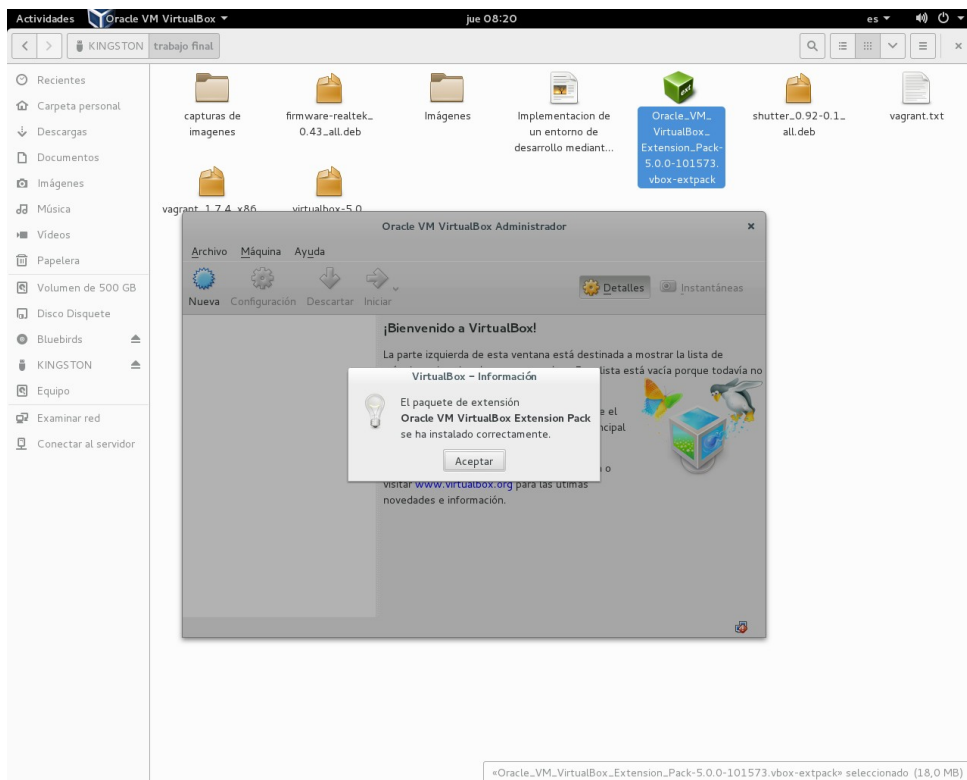 Actividades Oracle VM VirtualBox jue 08:20 es
KINGSTON trabajo final
Recientes
Carpeta personal
Descargas
Documentos
Imágenes
Música
Vídeos
Papelera
Volumen de 500 GB
Disco Disquete
Bluebirds
KINGSTON
Equipo
Examinar red
Conectar al servidor
capturas de
imagenes
firmware-realtek_
0.43_all.deb
Imágenes
Implementacion de
un entorno de
desarrollo mediant...
ext
Oracle_VM_
VirtualBox_
Extension_Pack-
5.0.0-101573.
vbox-extpack
shutter_0.92-0.1_
all.deb
vagrant.txt
vagrant_1.7.4_x86
virtualbox-5.0
Oracle VM VirtualBox Administrador
Archivo Máquina Ayuda
Nueva Configuración Descartar Iniciar
Detalles Instantáneas
¡Bienvenido a VirtualBox!
La parte izquierda de esta ventana está destinada a mostrar la lista de
lista está vacía porque todavía no
e el
ncipal
o
visitar www.virtualbox.org para las útimas
novedades e información.
VirtualBox - Información
El paquete de extensión
Oracle VM VirtualBox Extension Pack
se ha instalado correctamente.
Aceptar
«Oracle_VM_VirtualBox_Extension_Pack-5.0.0-101573.vbox-extpack» seleccionado (18,0 MB)